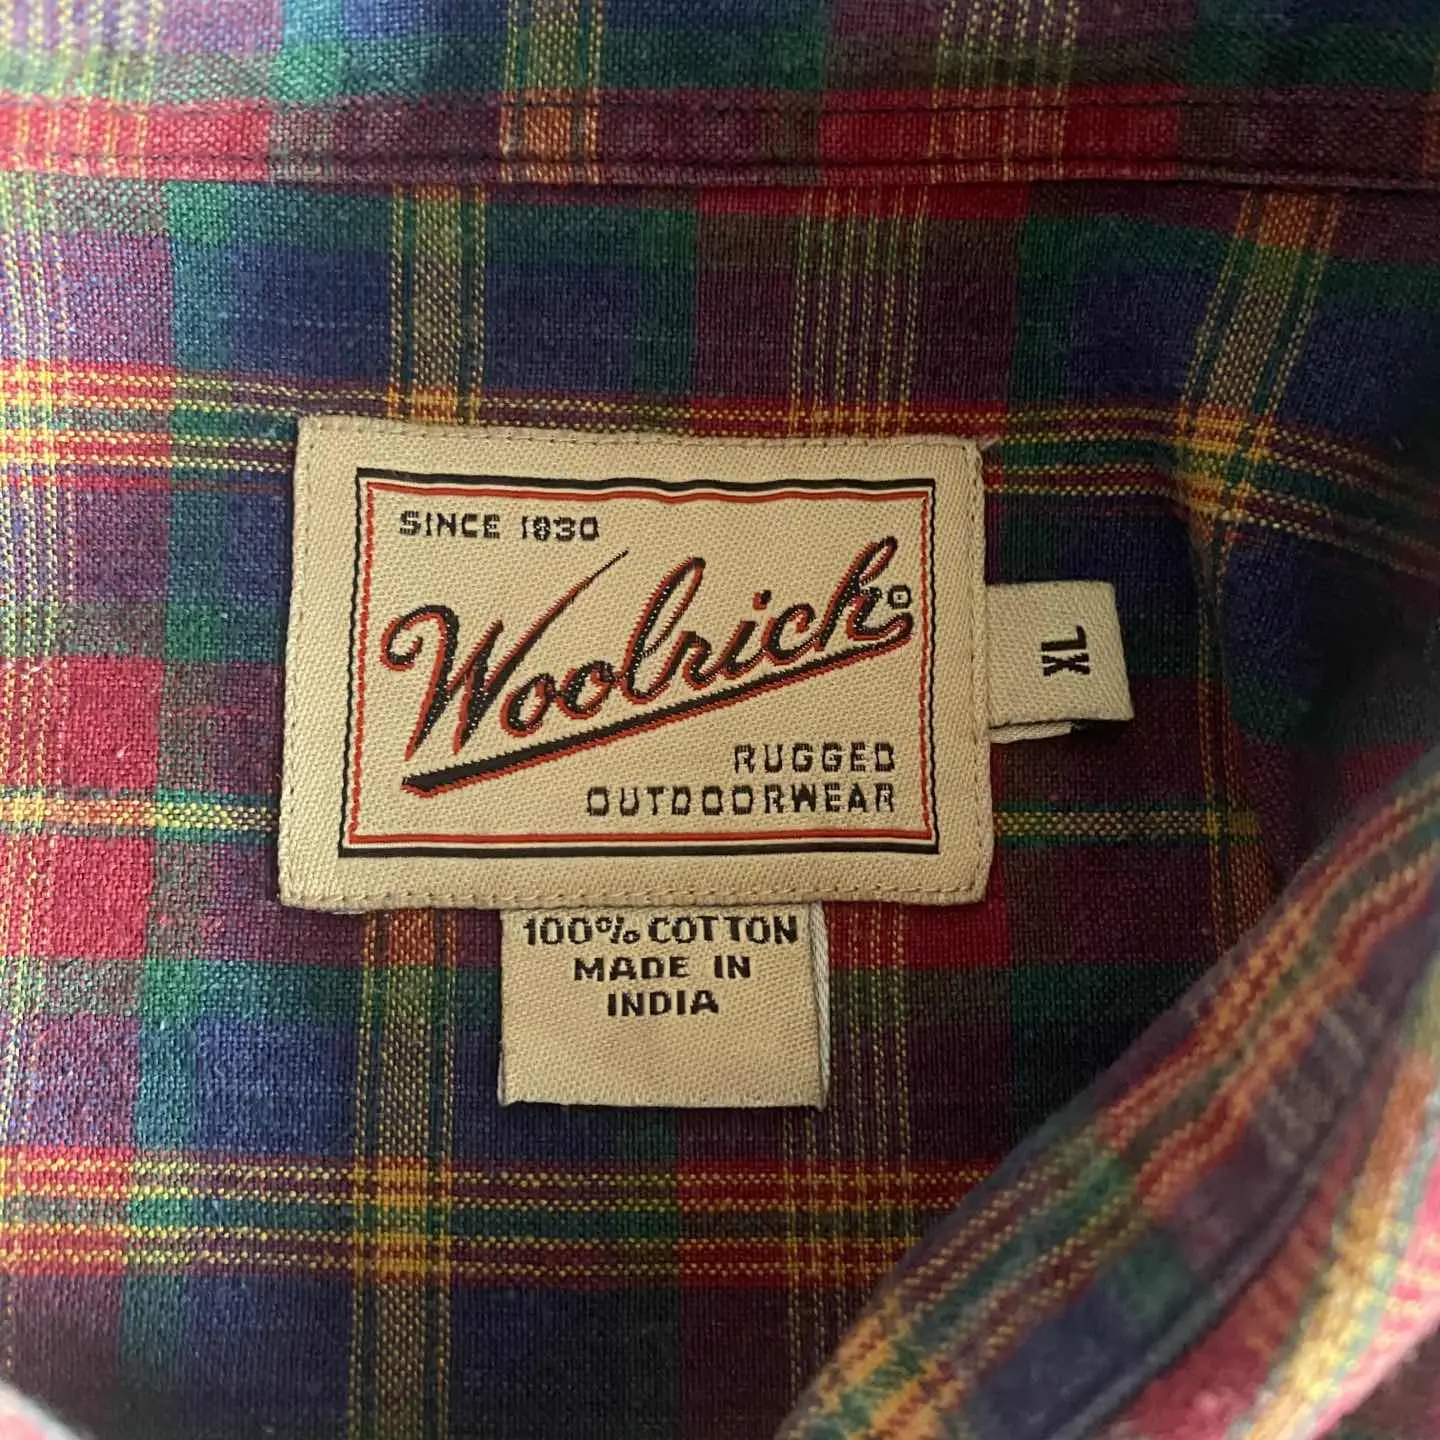 SINCE 1830
Woolrich®
RUGGED
OUTDOORWEAR
XL
100% COTTON
MADE IN
INDIA